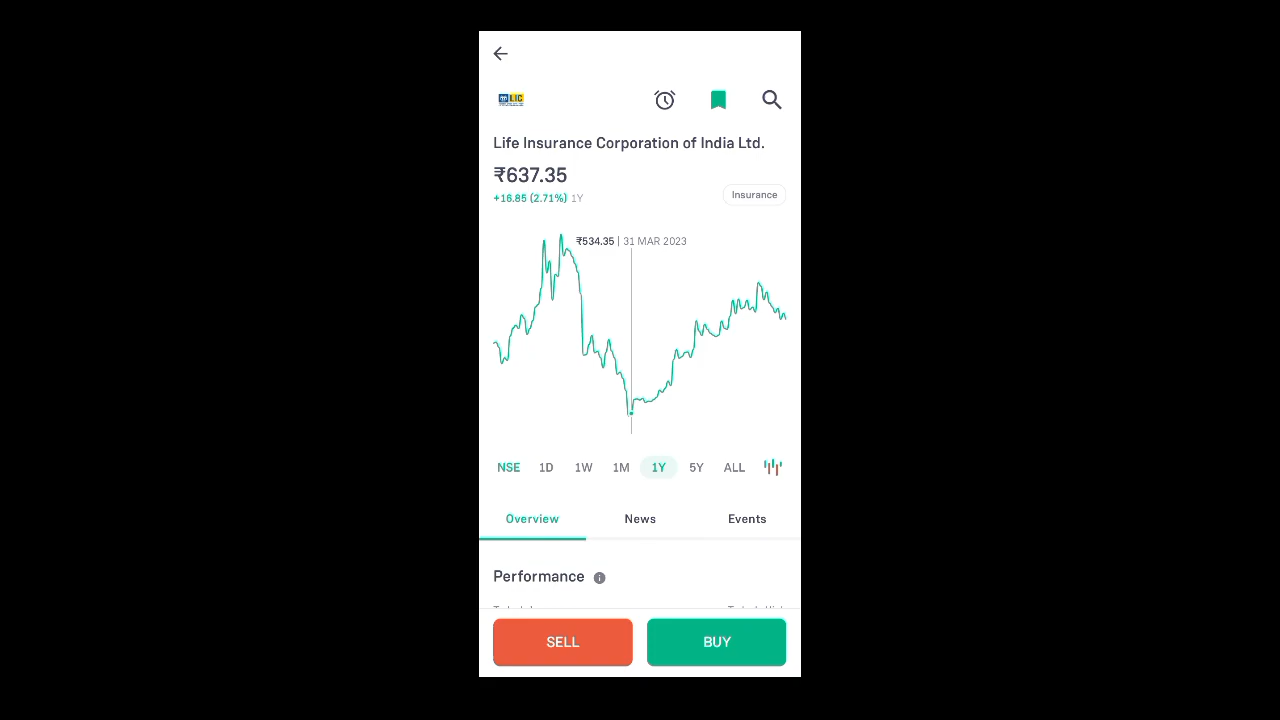 LIC
Life Insurance Corporation of India Ltd.
₹637.35
+16.85 (2.71%) 1Y
Insurance
₹534.35 | 31 MAR 2023
NSE 1D 1W 1M 1Y 5Y ALL
Overview News Events
Performance
SELL BUY